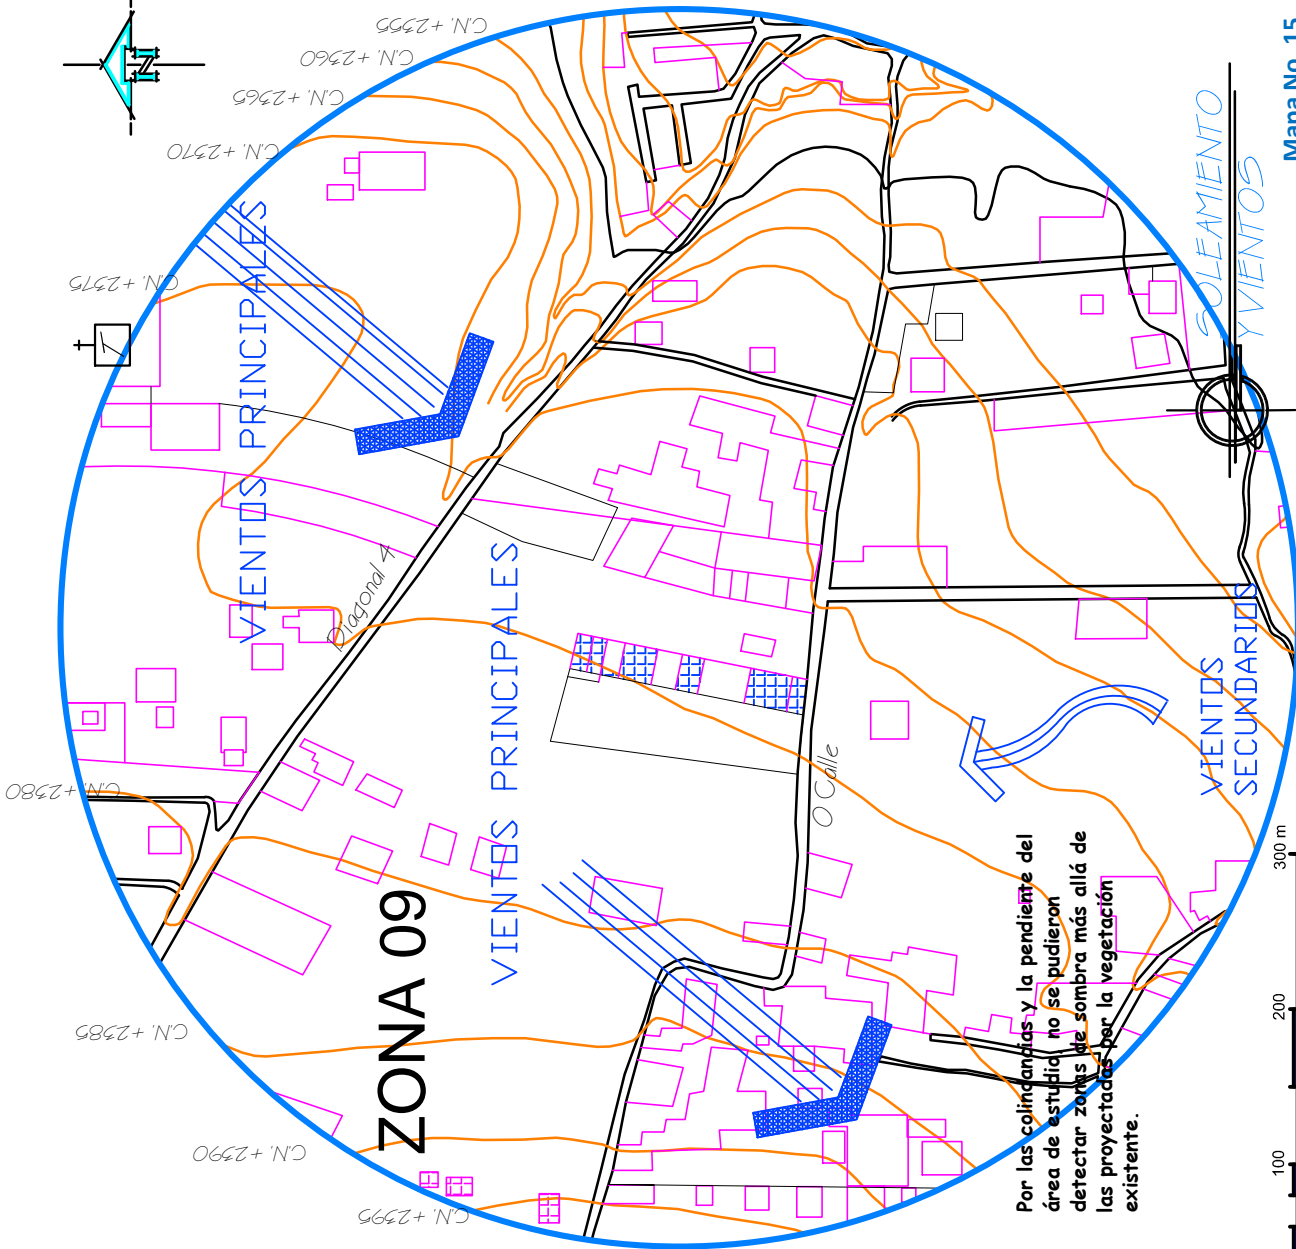 N
C.N. +2355
C.N. +2360
C.N. +2365
C.N. +2370
C.N. +2375
C.N. +2380
C.N. +2385
C.N. +2390
C.N. +2395
VIENTOS PRINCIPALES
Diagonal 4
ZONA 09
VIENTOS PRINCIPALES
0 Calle
VIENTOS
SECUNDARIOS
Por las colindancias y la pendiente del
área de estudio, no se pudieron
detectar zonas de sombra más allá de
las proyectadas por la vegetación
existente.
SOLEAMIENTO
Y VIENTOS
Mapa No. 15
100
200
300 m